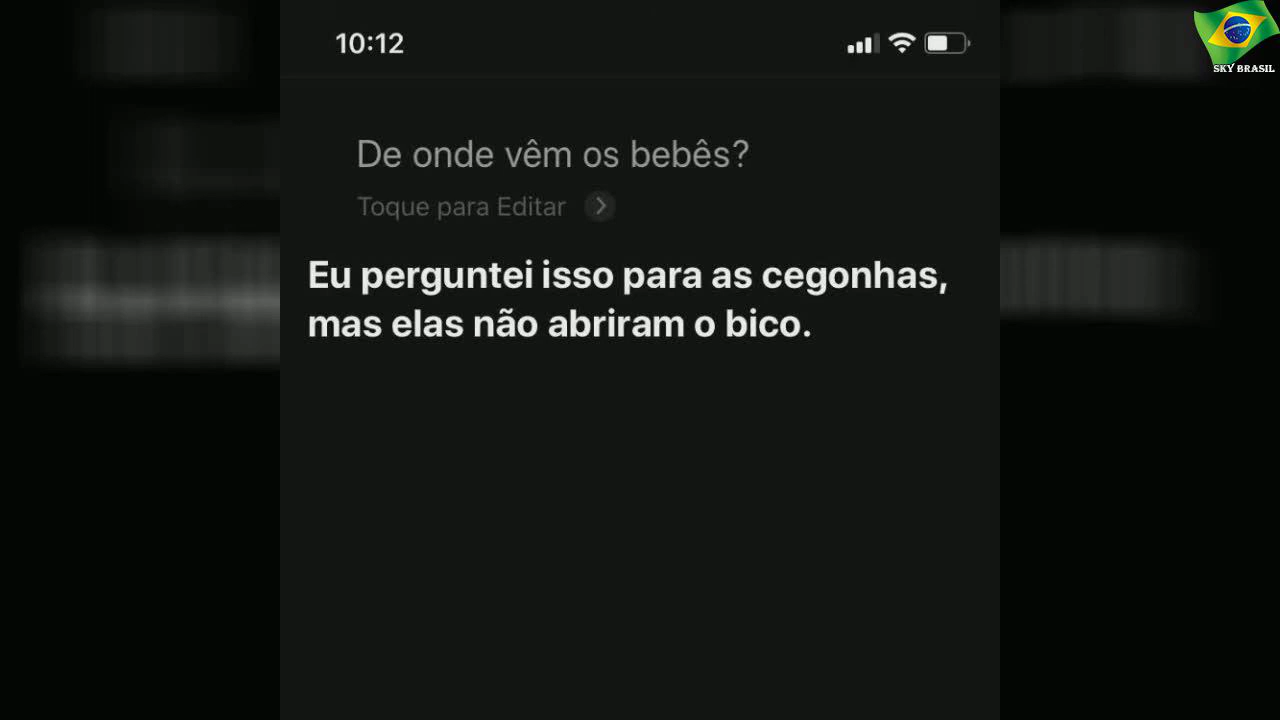 10:12
SKY BRASIL
De onde vêm os bebês?
Toque para Editar
Eu perguntei isso para as cegonhas,
mas elas não abriram o bico.